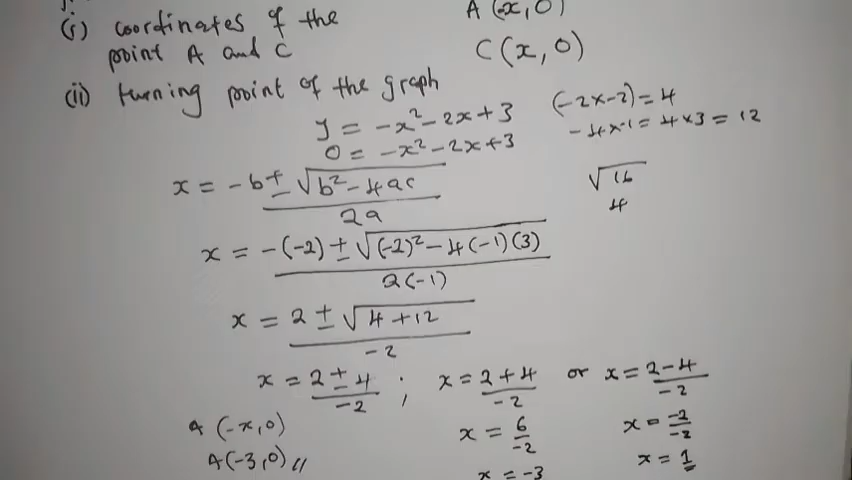 A (-x, 0)
(i) coordinates of the
point A and C
C (x, 0)
(ii) turning point of the graph
y = -x² - 2x + 3
(-2 x -2) = 4
0 = -x² - 2x + 3
-4 x -1 = 4 x 3 = 12
x = -b ± √b² - 4ac
2a
√16
4
x = -(-2) ± √(-2)² - 4(-1)(3)
2(-1)
x = 2 ± √4 + 12
-2
x = 2 ± 4 ; x = 2 + 4 or x = 2 - 4
-2 -2 -2
A (-x, 0)
x = 6
-2
x = -2
-2
A (-3, 0) //
x = -3
x = 1